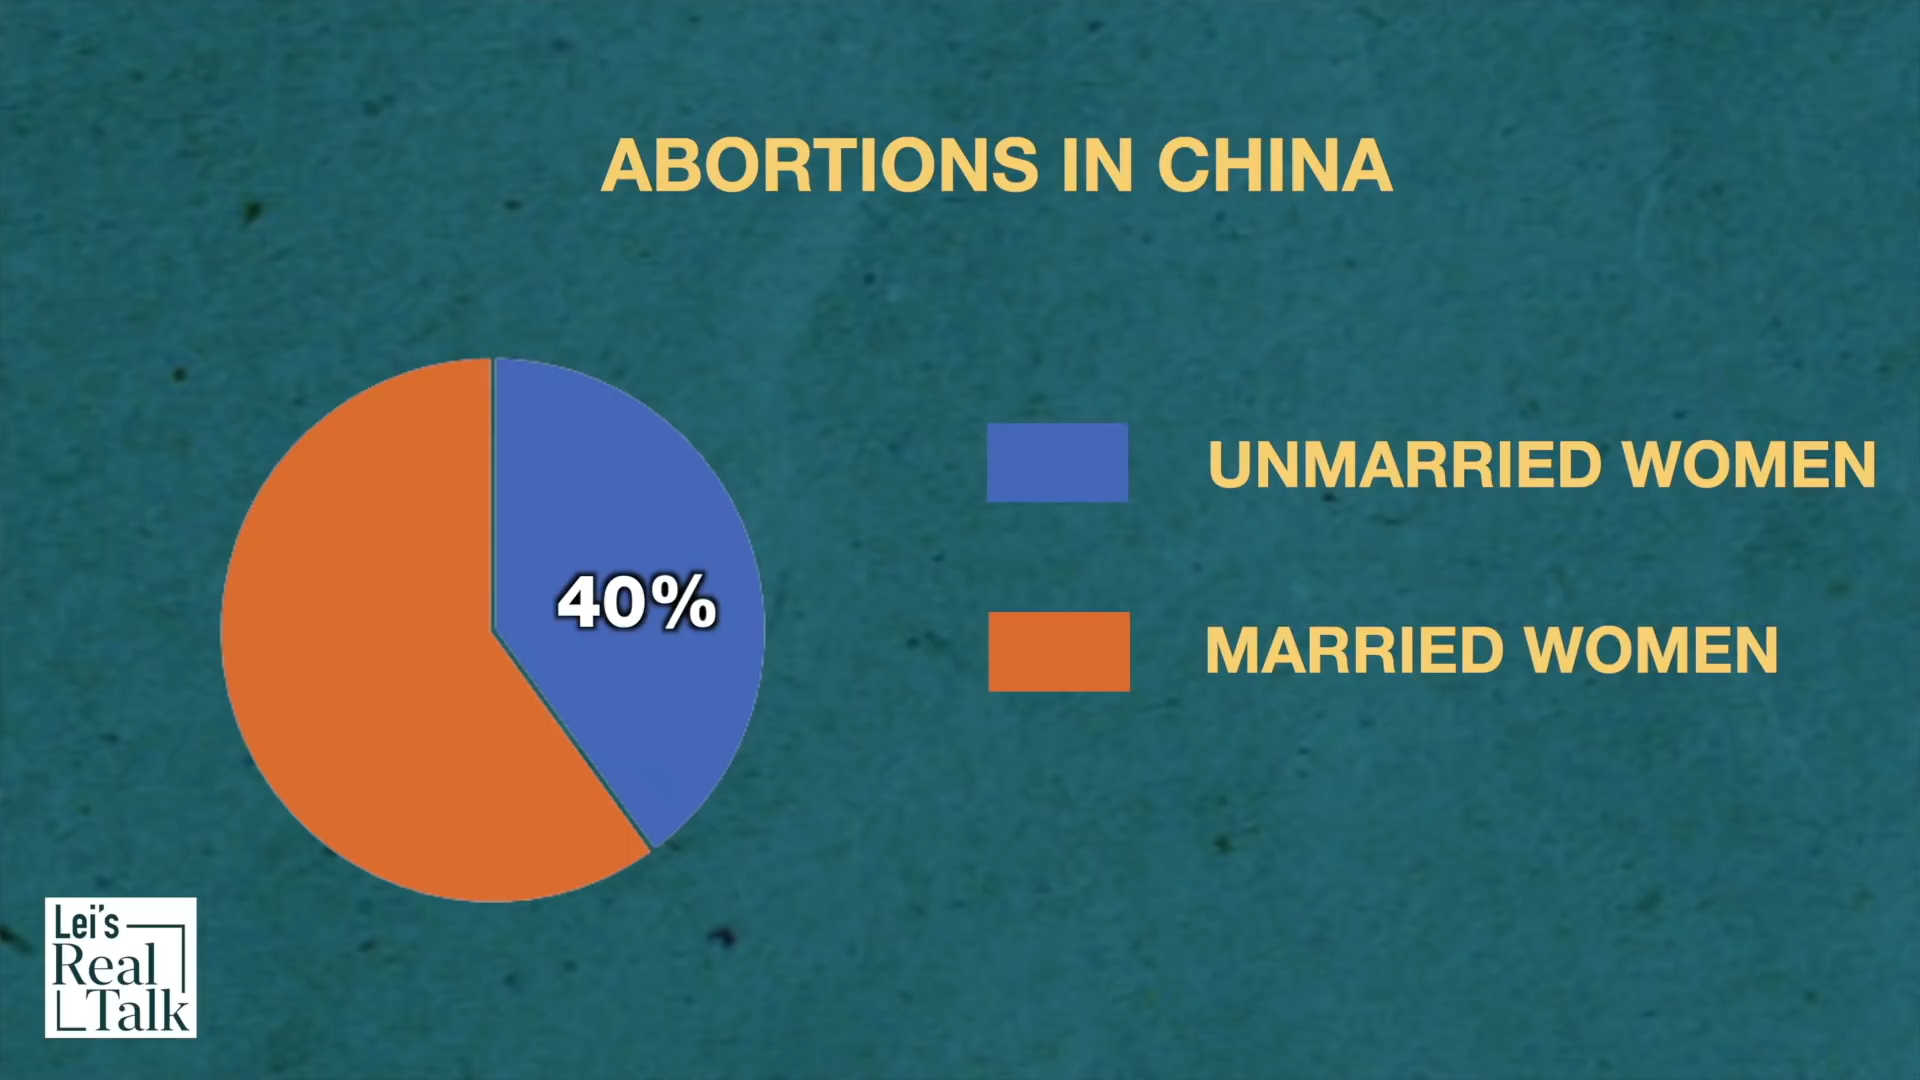 ABORTIONS IN CHINA
40%
UNMARRIED WOMEN
MARRIED WOMEN
Lei's
Real
Talk